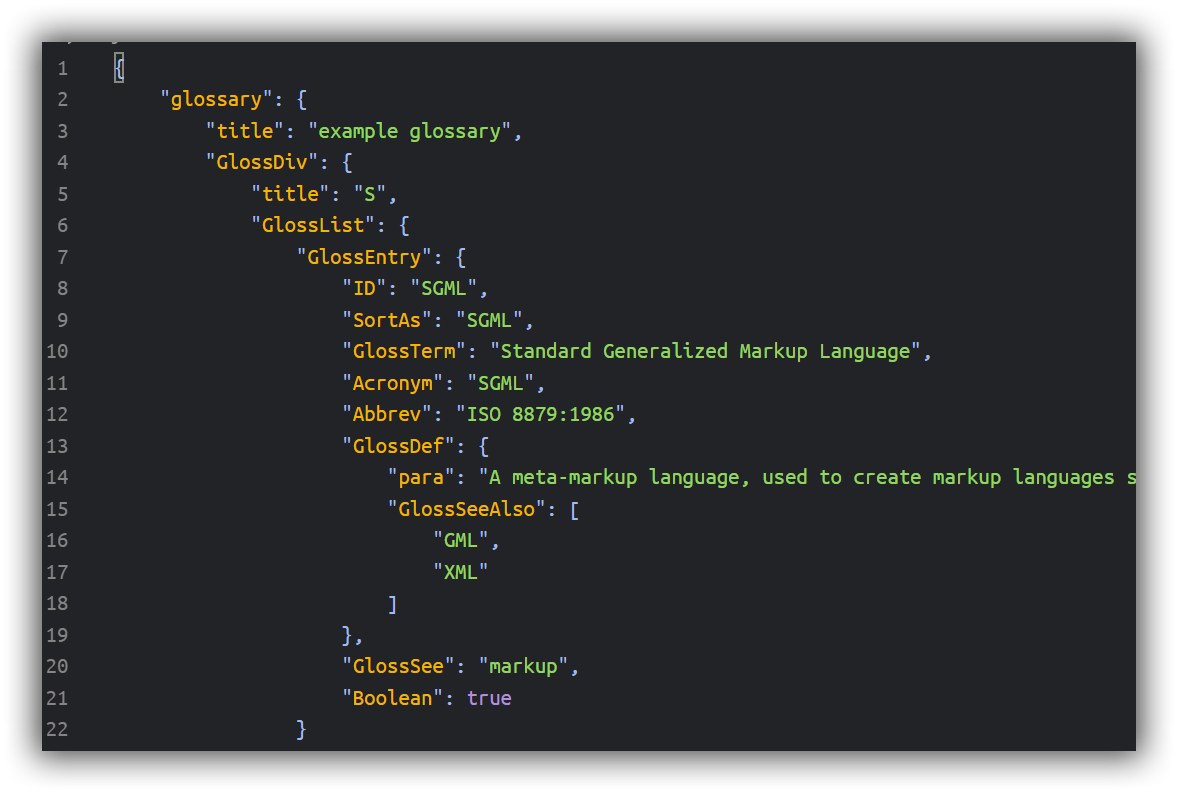 1 {
2 "glossary": {
3 "title": "example glossary",
4 "GlossDiv": {
5 "title": "S",
6 "GlossList": {
7 "GlossEntry": {
8 "ID": "SGML",
9 "SortAs": "SGML",
10 "GlossTerm": "Standard Generalized Markup Language",
11 "Acronym": "SGML",
12 "Abbrev": "ISO 8879:1986",
13 "GlossDef": {
14 "para": "A meta-markup language, used to create markup languages s
15 "GlossSeeAlso": [
16 "GML",
17 "XML"
18 ]
19 },
20 "GlossSee": "markup",
21 "Boolean": true
22 }